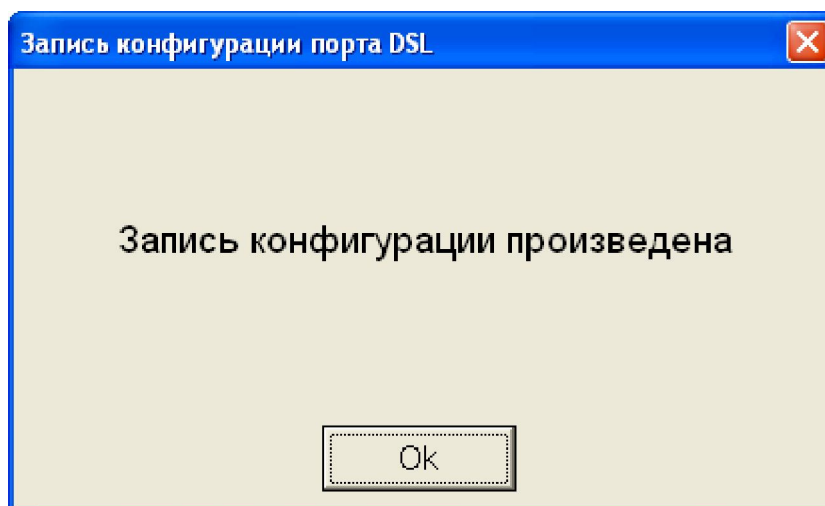 Запись конфигурации порта DSL
Запись конфигурации произведена
Ok